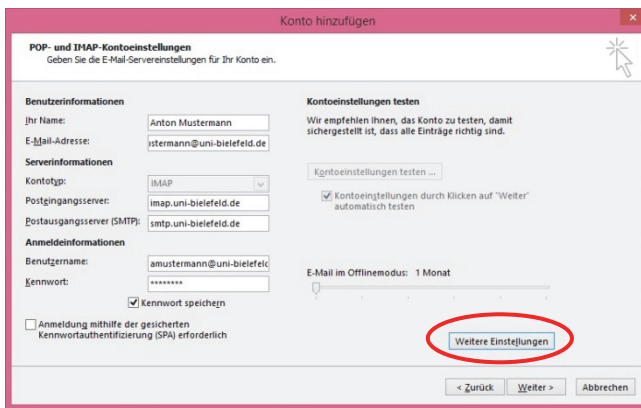 Konto hinzufügen
×
POP- und IMAP-Kontoeinstellungen
Geben Sie die E-Mail-Servereinstellungen für Ihr Konto ein.
Benutzerinformationen
Ihr Name:
Anton Mustermann
E-Mail-Adresse:
ıstermann@uni-bielefeld.de
Serverinformationen
Kontotyp:
IMAP
Posteingangsserver:
imap.uni-bielefeld.de
Postausgangsserver (SMTP):
smtp.uni-bielefeld.de
Anmeldeinformationen
Benutzername:
amustermann@uni-bielefelc
Kennwort:
********
Kennwort speichern
Anmeldung mithilfe der gesicherten
Kennwortauthentifizierung (SPA) erforderlich
Kontoeinstellungen testen
Wir empfehlen Ihnen, das Konto zu testen, damit
sichergestellt ist, dass alle Einträge richtig sind.
Kontoeinstellungen testen ...
Kontoeinstellungen durch Klicken auf "Weiter"
automatisch testen
E-Mail im Offlinemodus: 1 Monat
Weitere Einstellungen
< Zurück
Weiter >
Abbrechen